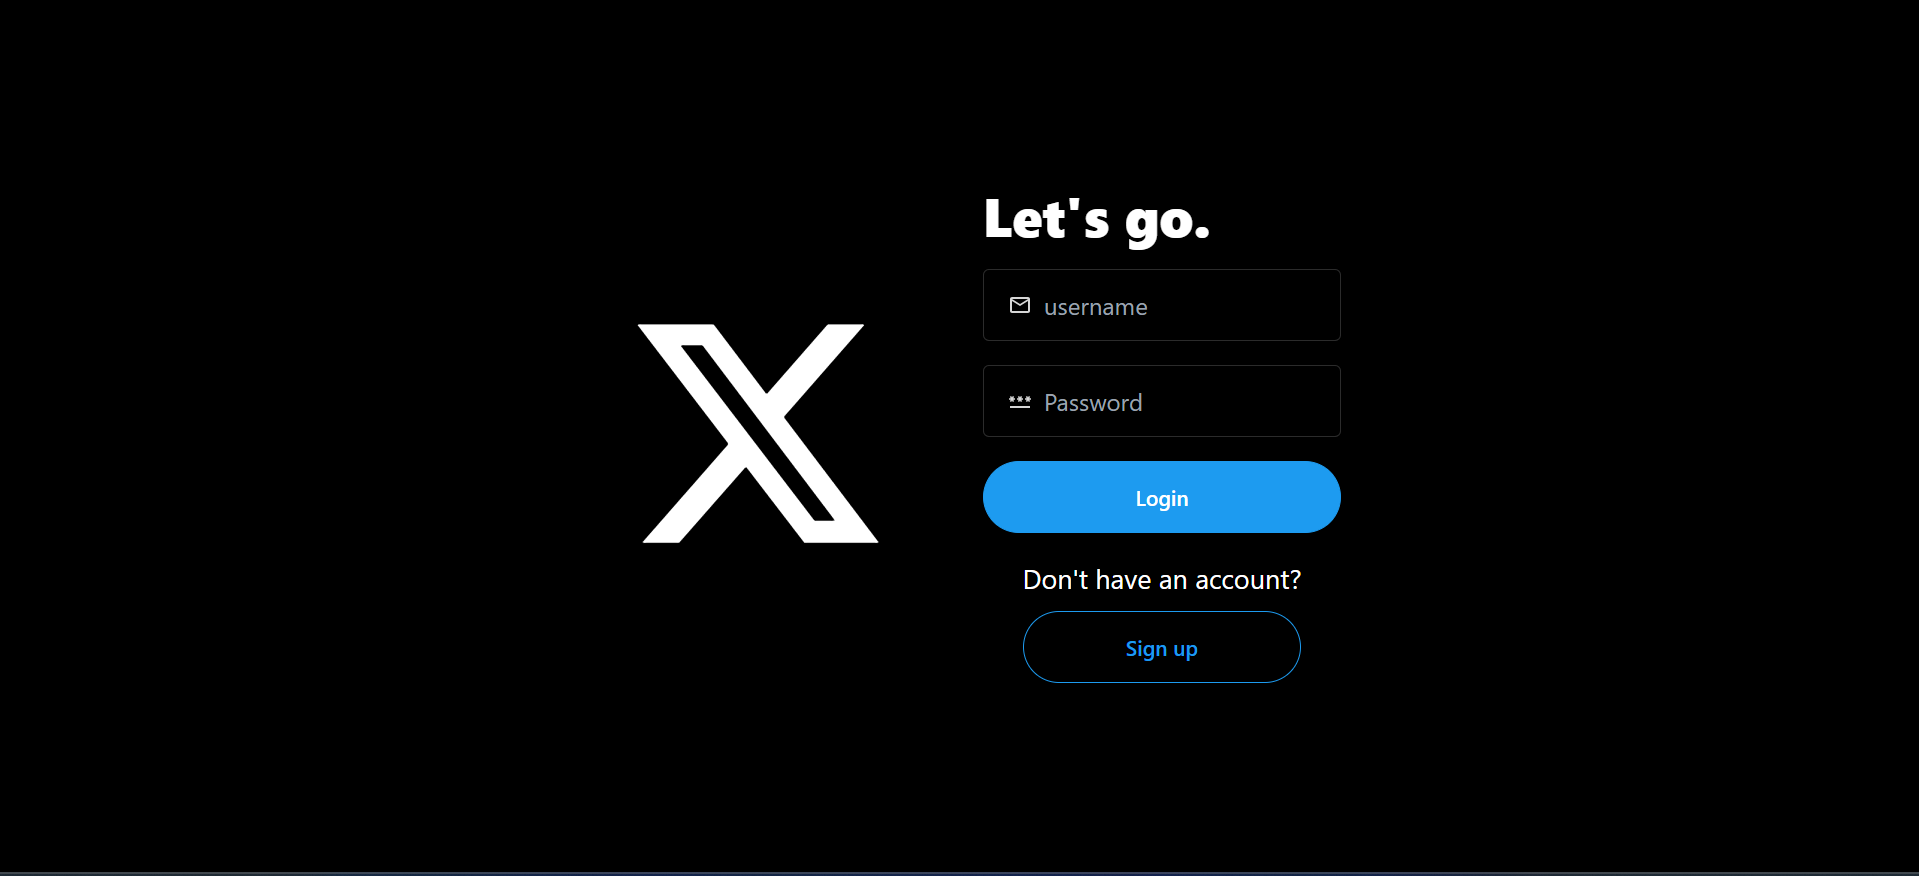 Let's go.
username
Password
Login
Don't have an account?
Sign up